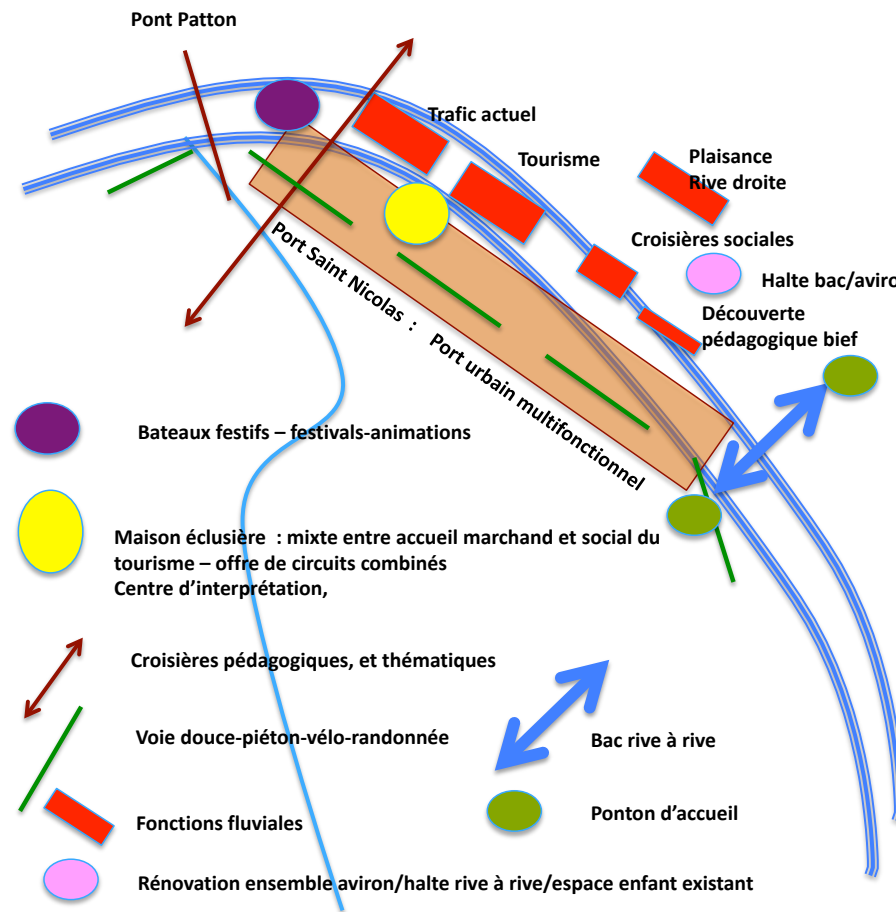 Pont Patton
Trafic actuel
Tourisme
Plaisance
Rive droite
Croisières sociales
Halte bac/aviro
Découverte
pédagogique bief
Port Saint Nicolas : Port urbain multifonctionnel
Bateaux festifs – festivals-animations
Maison éclusière : mixte entre accueil marchand et social du
tourisme – offre de circuits combinés
Centre d’interprétation,
Croisières pédagogiques, et thématiques
Voie douce-piéton-vélo-randonnée
Bac rive à rive
Ponton d’accueil
Fonctions fluviales
Rénovation ensemble aviron/halte rive à rive/espace enfant existant